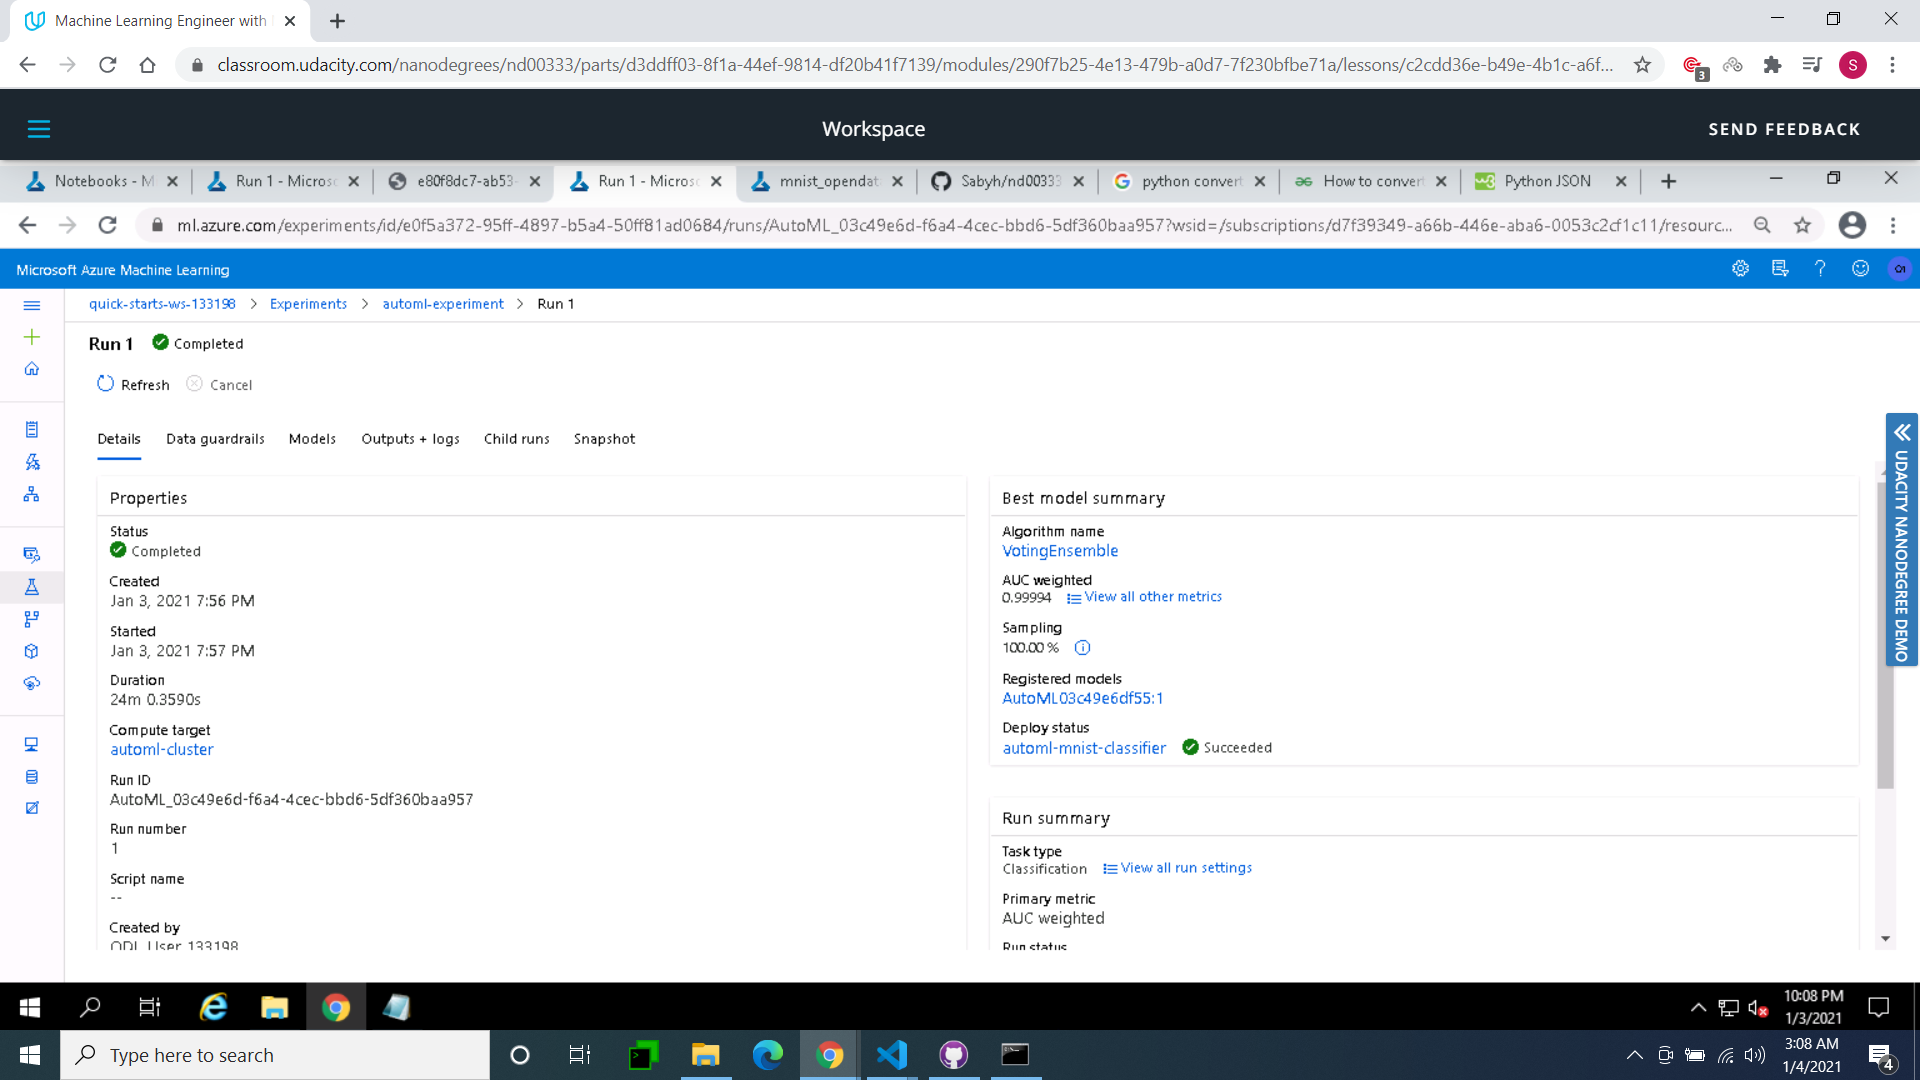 Machine Learning Engineer with
classroom.udacity.com/nanodegrees/nd00333/parts/d3ddff03-8f1a-44ef-9814-df20b41f7139/modules/290f7b25-4e13-479b-a0d7-7f230bfbe71a/lessons/c2cdd36e-b49e-4b1c-a6f...
3
S
Workspace
SEND FEEDBACK
Notebooks - M
Run 1 - Microso
e80f8dc7-ab53-
Run 1 - Microso
mnist_opendat
Sabyh/nd00333
python convert
How to convert
Python JSON
ml.azure.com/experiments/id/e0f5a372-95ff-4897-b5a4-50ff81ad0684/runs/AutoML_03c49e6d-f6a4-4cec-bbd6-5df360baa957?wsid=/subscriptions/d7f39349-a66b-446e-aba6-0053c2cf1c11/resourc...
Microsoft Azure Machine Learning
quick-starts-ws-133198 > Experiments > automl-experiment > Run 1
Run 1 Completed
Refresh Cancel
Details Data guardrails Models Outputs + logs Child runs Snapshot
Properties
Status
Completed
Created
Jan 3, 2021 7:56 PM
Started
Jan 3, 2021 7:57 PM
Duration
24m 0.3590s
Compute target
automl-cluster
Run ID
AutoML_03c49e6d-f6a4-4cec-bbd6-5df360baa957
Run number
1
Script name
--
Created by
ODL_User 133198
Best model summary
Algorithm name
VotingEnsemble
AUC weighted
0.99994 View all other metrics
Sampling
100.00 %
Registered models
AutoML03c49e6df55:1
Deploy status
automl-mnist-classifier Succeeded
Run summary
Task type
Classification View all run settings
Primary metric
AUC weighted
Run status
UDACITY NANODEGREE DEMO
10:08 PM
1/3/2021
Type here to search
3:08 AM
1/4/2021
4